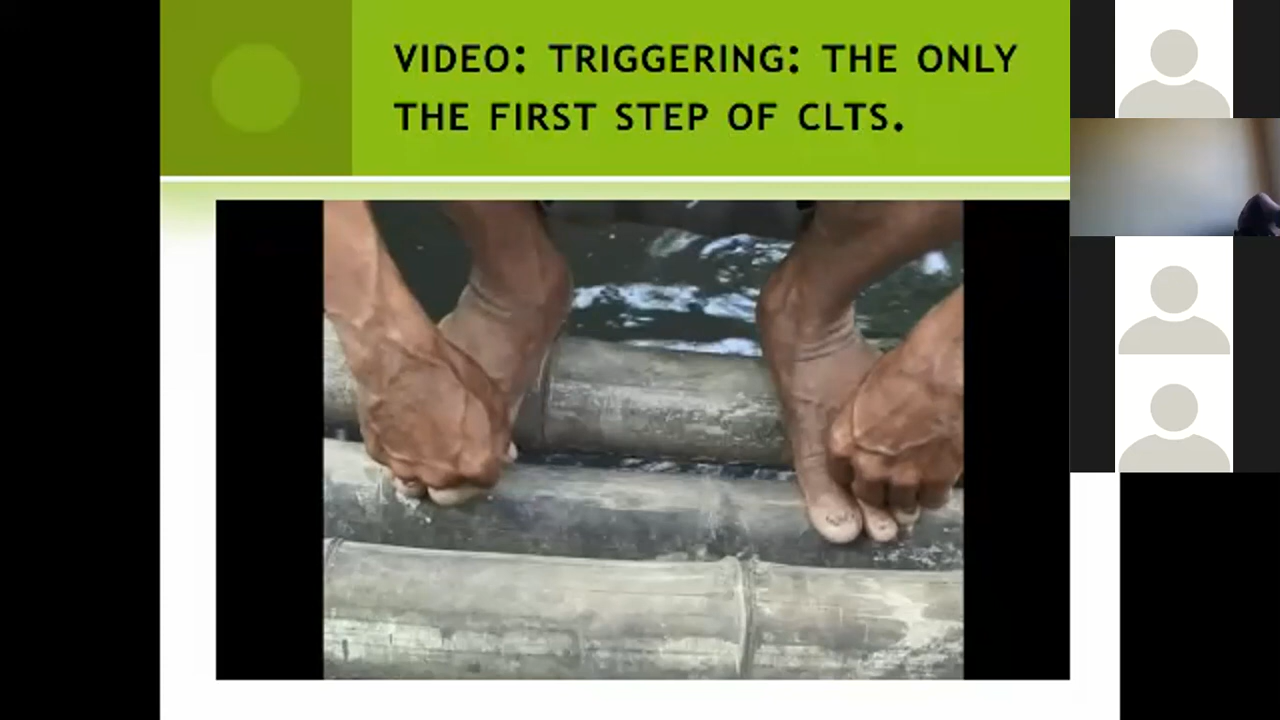 VIDEO: TRIGGERING: THE ONLY
THE FIRST STEP OF CLTS.